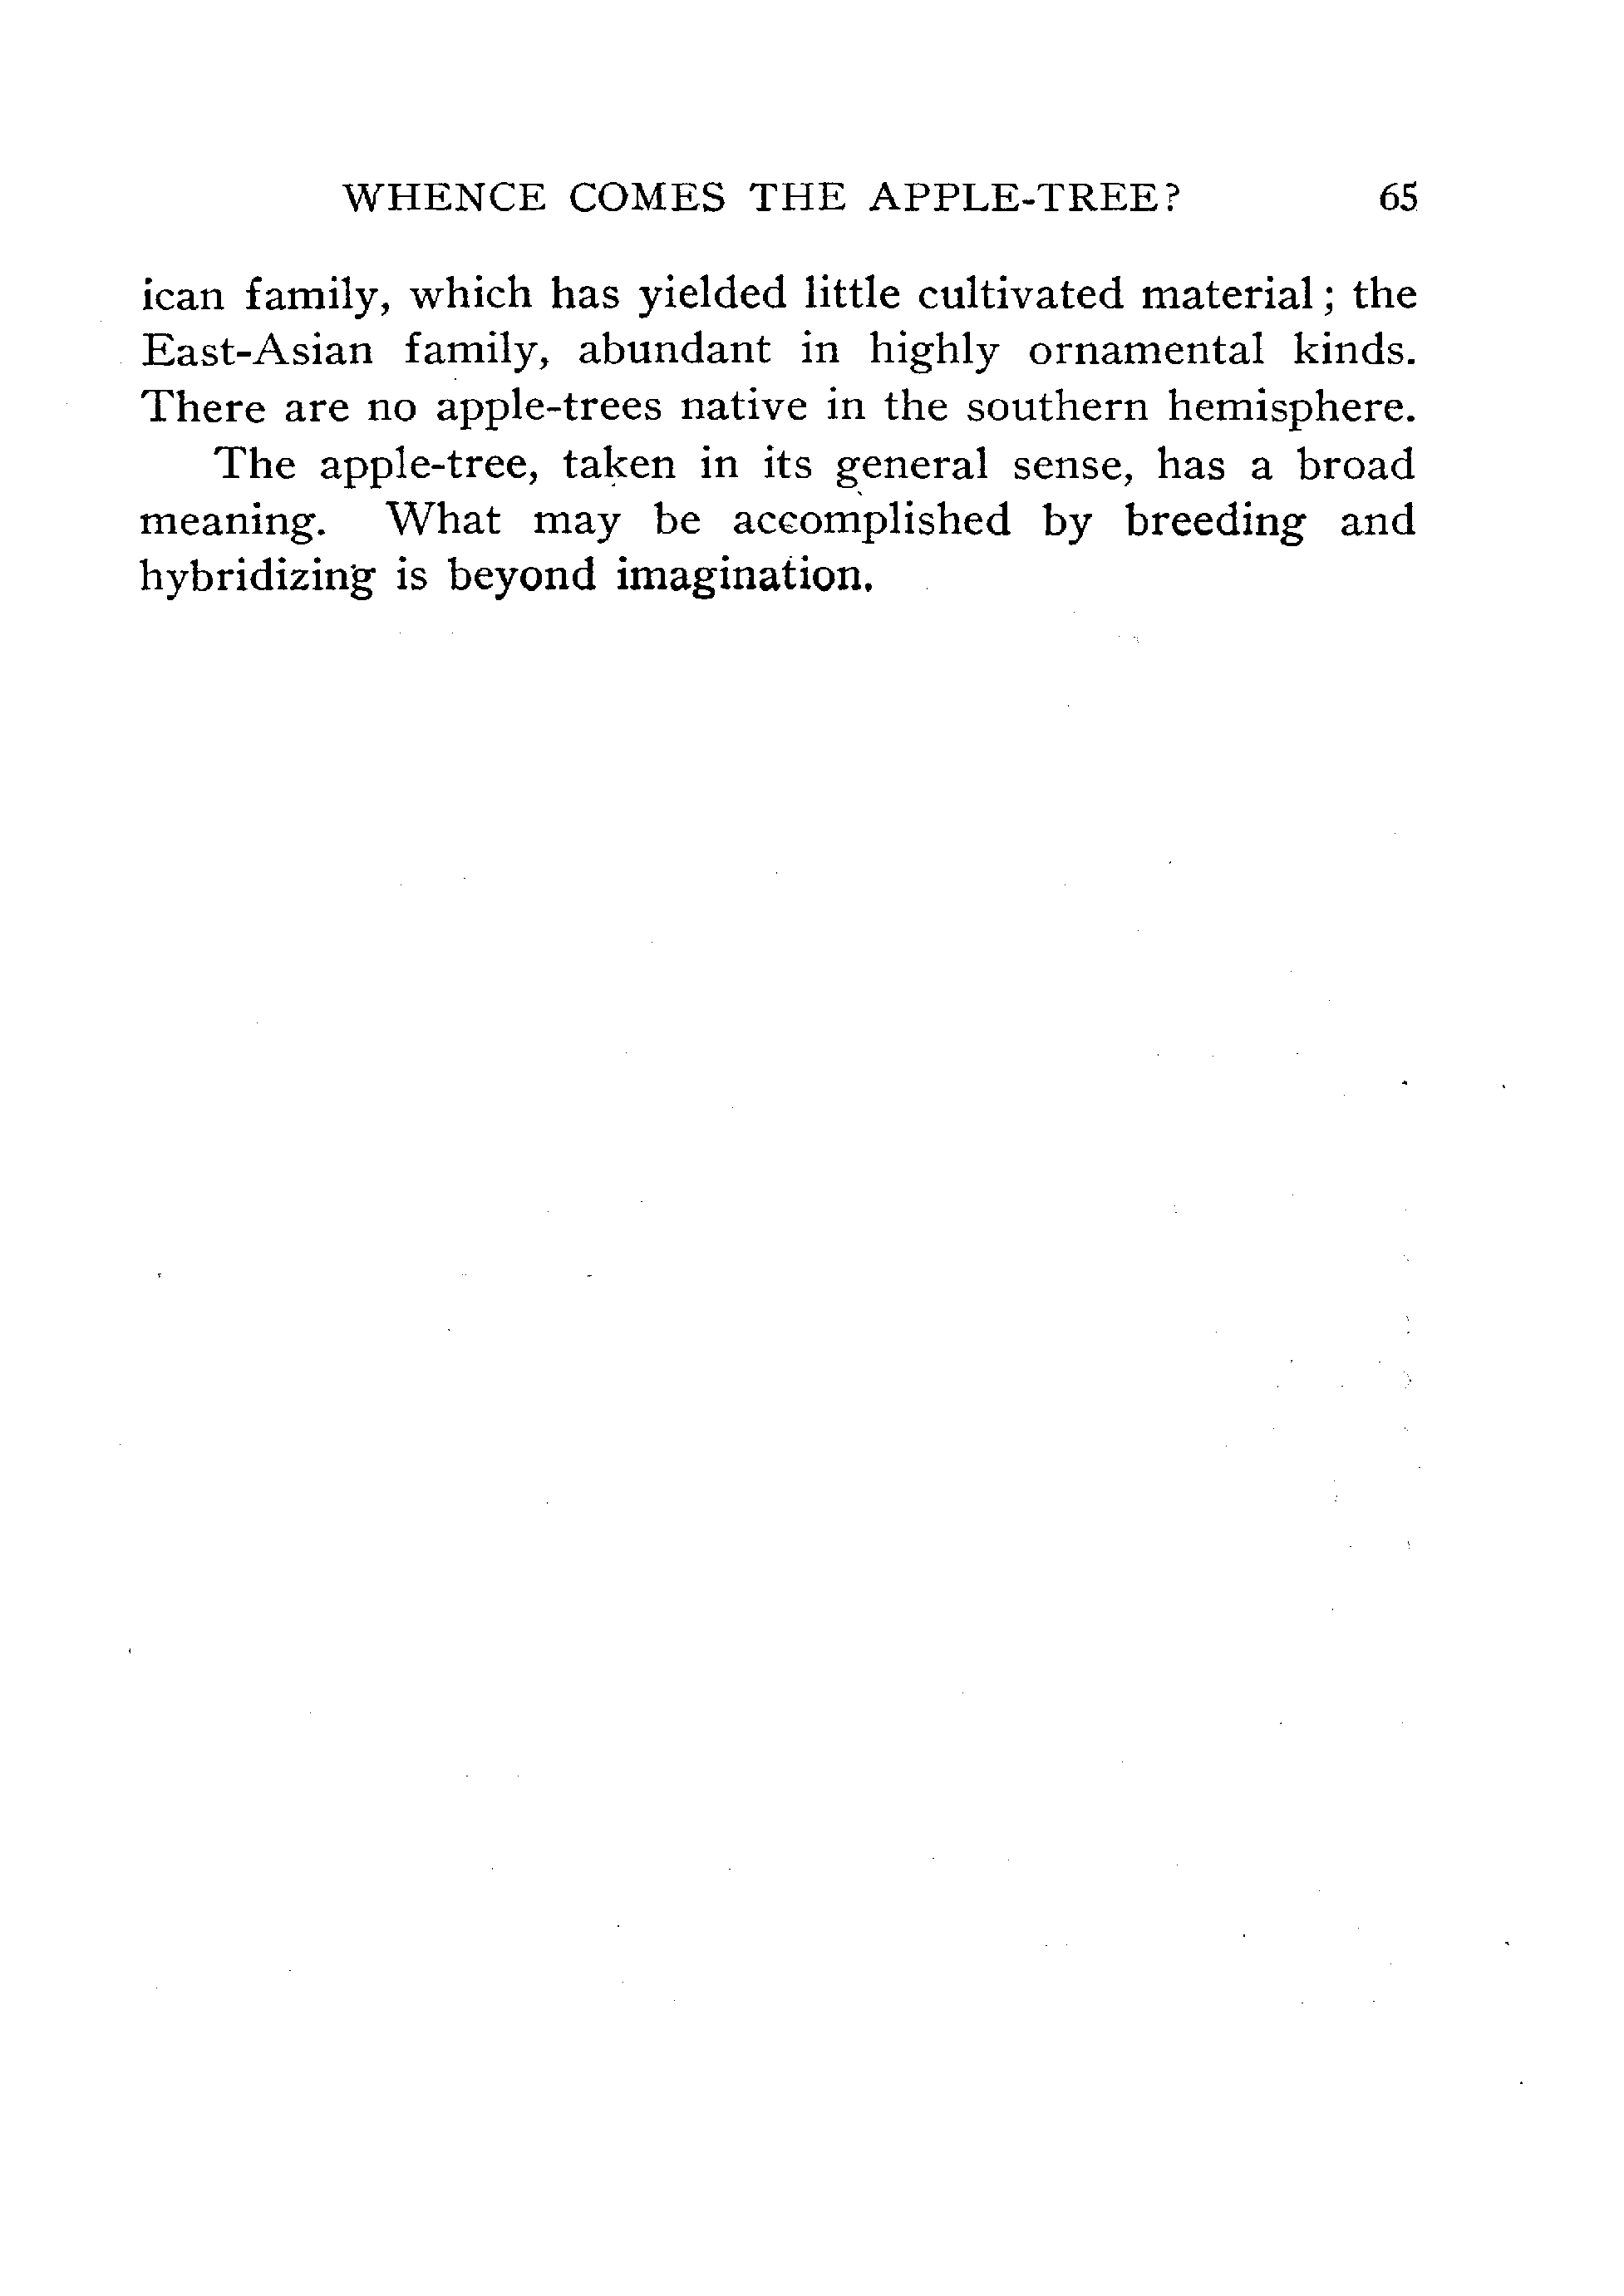 WHENCE COMES THE APPLE-TREE? 65
ican family, which has yielded little cultivated material; the
East-Asian family, abundant in highly ornamental kinds.
There are no apple-trees native in the southern hemisphere.
The apple-tree, taken in its general sense, has a broad
meaning. What may be accomplished by breeding and
hybridizing is beyond imagination.